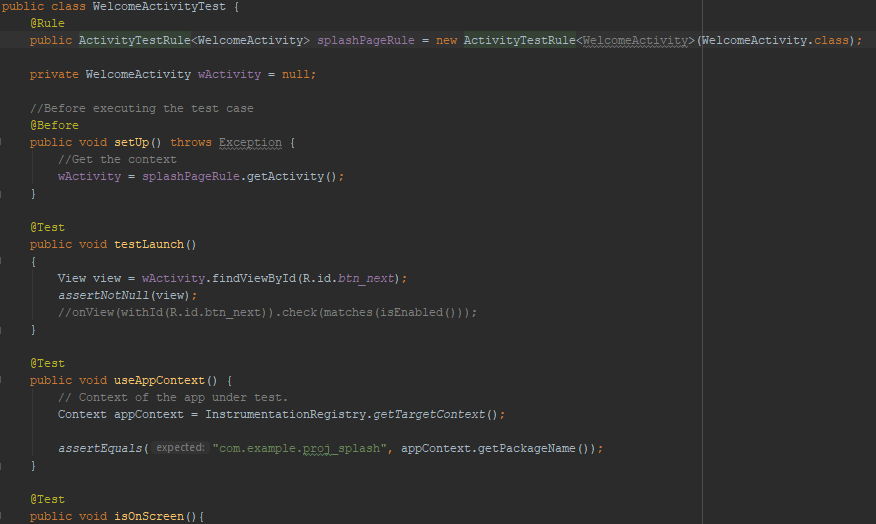 public class WelcomeActivityTest {
    @Rule
    public ActivityTestRule<WelcomeActivity> splashPageRule = new ActivityTestRule<WelcomeActivity>(WelcomeActivity.class);

    private WelcomeActivity wActivity = null;

    //Before executing the test case
    @Before
    public void setUp() throws Exception {
        //Get the context
        wActivity = splashPageRule.getActivity();
    }

    @Test
    public void testLaunch()
    {
        View view = wActivity.findViewById(R.id.btn_next);
        assertNotNull(view);
        //onView(withId(R.id.btn_next)).check(matches(isEnabled()));
    }

    @Test
    public void useAppContext() {
        // Context of the app under test.
        Context appContext = InstrumentationRegistry.getTargetContext();

        assertEquals( expected: "com.example.proj_splash", appContext.getPackageName());
    }

    @Test
    public void isOnScreen(){